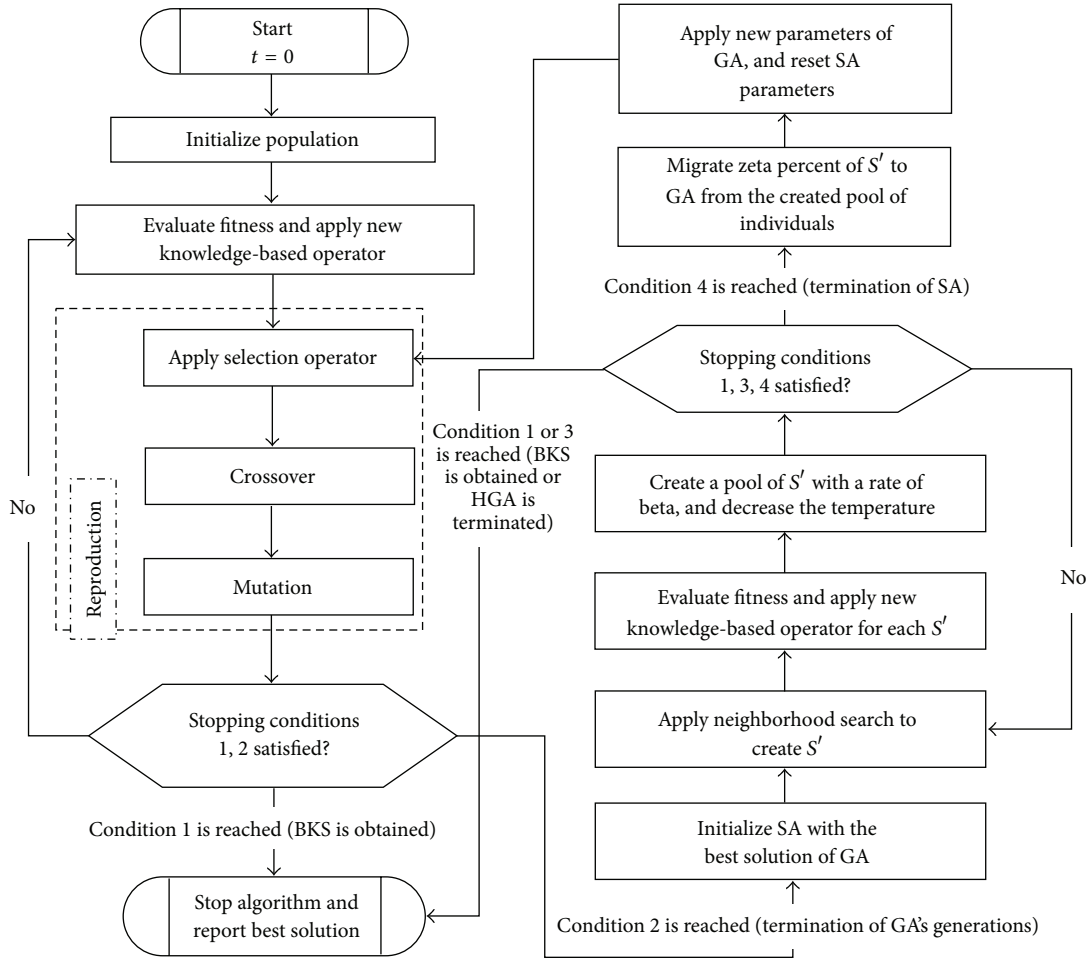 Start
t = 0
Initialize population
Evaluate fitness and apply new
knowledge-based operator
Apply selection operator
Crossover
Mutation
Reproduction
No
Stopping conditions
1, 2 satisfied?
Condition 1 is reached (BKS is obtained)
Stop algorithm and
report best solution
Condition 2 is reached (termination of GA's generations)
Initialize SA with the
best solution of GA
Apply neighborhood search to
create S′
Evaluate fitness and apply new
knowledge-based operator for each S′
Create a pool of S′ with a rate of
beta, and decrease the temperature
Stopping conditions
1, 3, 4 satisfied?
No
Condition 1 or 3
is reached (BKS
is obtained or
HGA is
terminated)
Condition 4 is reached (termination of SA)
Migrate zeta percent of S′ to
GA from the created pool of
individuals
Apply new parameters of
GA, and reset SA
parameters